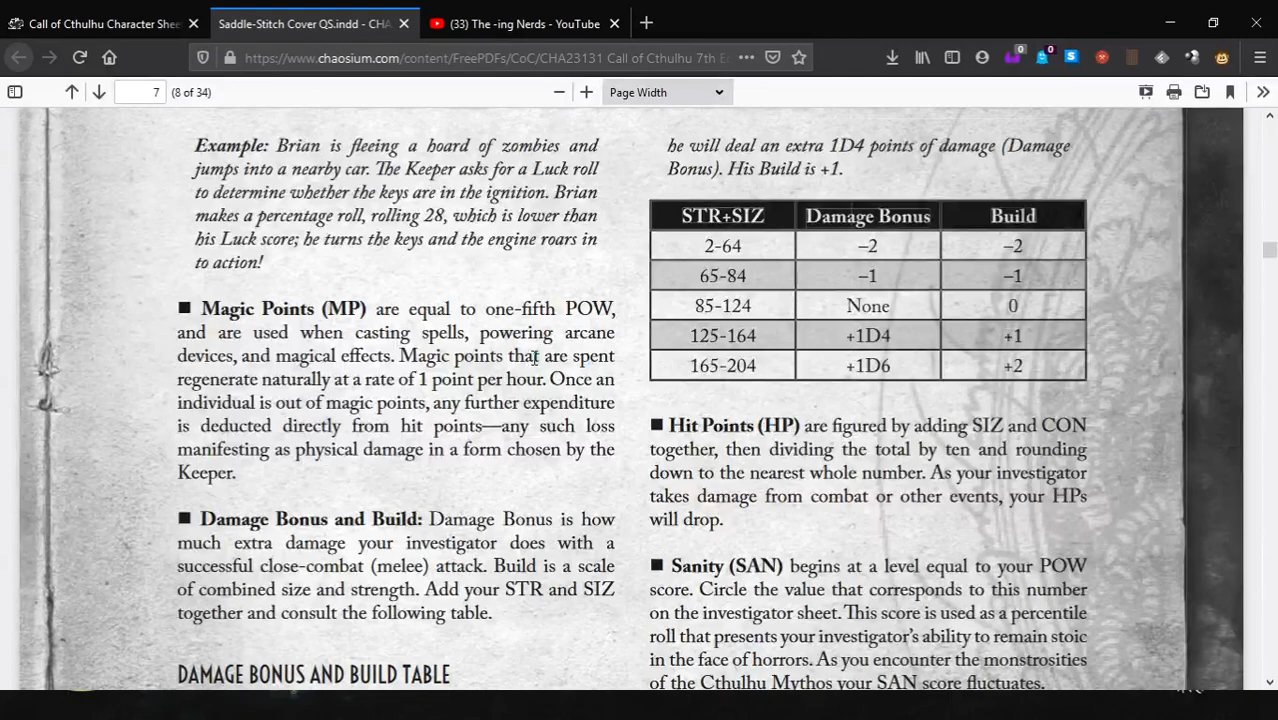 Call of Cthulhu Character Shee
Saddle-Stitch Cover QS.indd - CHA
(33) The -ing Nerds - YouTube
https://www.chaosium.com/content/FreePDFs/CoC/CHA23131 Call of Cthulhu 7th Ed
0
0
7
(8 of 34)
Page Width
Example: Brian is fleeing a hoard of zombies and
jumps into a nearby car. The Keeper asks for a Luck roll
to determine whether the keys are in the ignition. Brian
makes a percentage roll, rolling 28, which is lower than
his Luck score; he turns the keys and the engine roars in
to action!
■ Magic Points (MP) are equal to one-fifth POW,
and are used when casting spells, powering arcane
devices, and magical effects. Magic points that are spent
regenerate naturally at a rate of 1 point per hour. Once an
individual is out of magic points, any further expenditure
is deducted directly from hit points—any such loss
manifesting as physical damage in a form chosen by the
Keeper.
■ Damage Bonus and Build: Damage Bonus is how
much extra damage your investigator does with a
successful close-combat (melee) attack. Build is a scale
of combined size and strength. Add your STR and SIZ
together and consult the following table.
DAMAGE BONUS AND BUILD TABLE
he will deal an extra 1D4 points of damage (Damage
Bonus). His Build is +1.
STR+SIZ Damage Bonus Build
2-64 –2 –2
65-84 –1 –1
85-124 None 0
125-164 +1D4 +1
165-204 +1D6 +2
■ Hit Points (HP) are figured by adding SIZ and CON
together, then dividing the total by ten and rounding
down to the nearest whole number. As your investigator
takes damage from combat or other events, your HPs
will drop.
■ Sanity (SAN) begins at a level equal to your POW
score. Circle the value that corresponds to this number
on the investigator sheet. This score is used as a percentile
roll that presents your investigator's ability to remain stoic
in the face of horrors. As you encounter the monstrosities
of the Cthulhu Mythos your SAN score fluctuates.